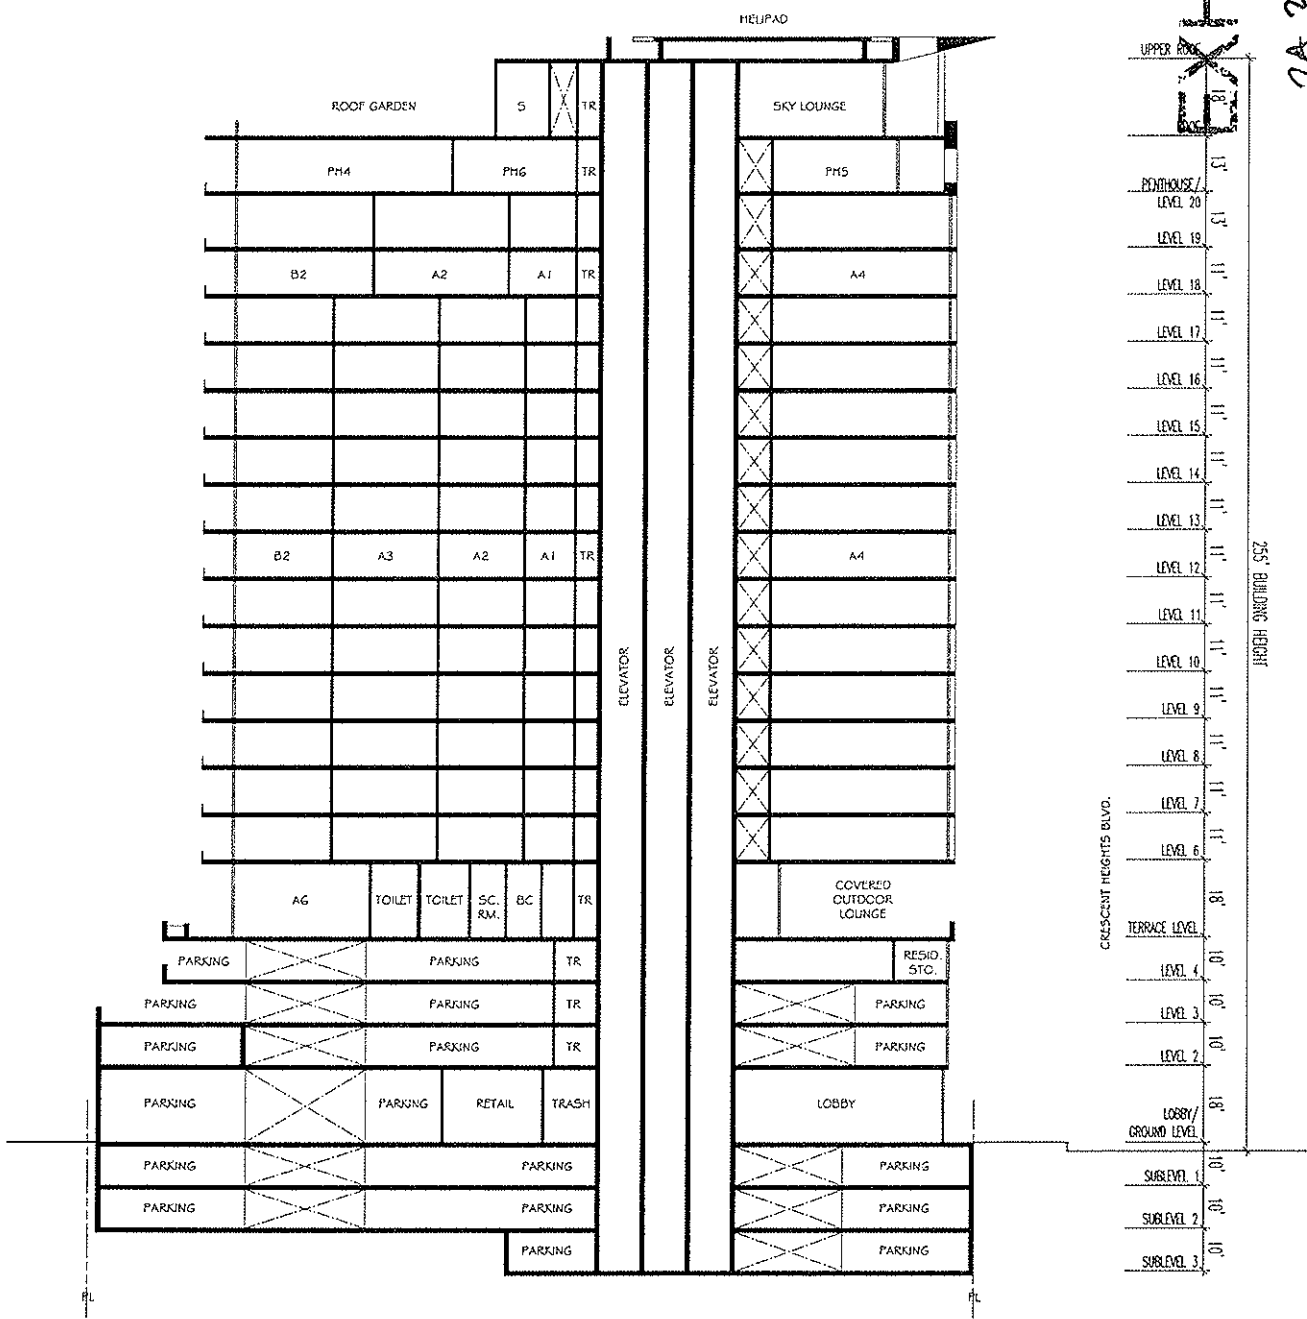 HELIPAD
UPPER ROOF
ROOF GARDEN S TR SKY LOUNGE
18'
ROOF
PH4 PH6 TR PH5
13'
PENTHOUSE/
LEVEL 20
13'
LEVEL 19
B2 A2 A1 TR A4
11'
LEVEL 18
11'
LEVEL 17
11'
LEVEL 16
11'
LEVEL 15
11'
LEVEL 14
11'
LEVEL 13
B2 A3 A2 A1 TR A4
11'
LEVEL 12
11'
LEVEL 11
11'
LEVEL 10
11'
LEVEL 9
11'
LEVEL 8
11'
LEVEL 7
11'
LEVEL 6
ELEVATOR
ELEVATOR
ELEVATOR
255' BUILDING HEIGHT
CRESCENT HEIGHTS BLVD.
AG TOILET TOILET SC. RM. BC TR
COVERED
OUTDOOR
LOUNGE
18'
TERRACE LEVEL
PARKING PARKING TR RESID. STO.
10'
LEVEL 4
PARKING PARKING TR PARKING
10'
LEVEL 3
PARKING PARKING TR PARKING
10'
LEVEL 2
PARKING PARKING RETAIL TRASH LOBBY
18'
LOBBY/
GROUND LEVEL
PARKING PARKING PARKING
10'
SUBLEVEL 1
PARKING PARKING PARKING
10'
SUBLEVEL 2
PARKING PARKING
10'
SUBLEVEL 3
PL PL